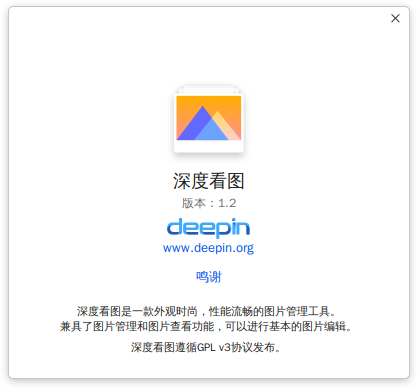 深度看图
版本：1.2
deepin
www.deepin.org
鸣谢
深度看图是一款外观时尚，性能流畅的图片管理工具。
兼具了图片管理和图片查看功能，可以进行基本的图片编辑。
深度看图遵循GPL v3协议发布。